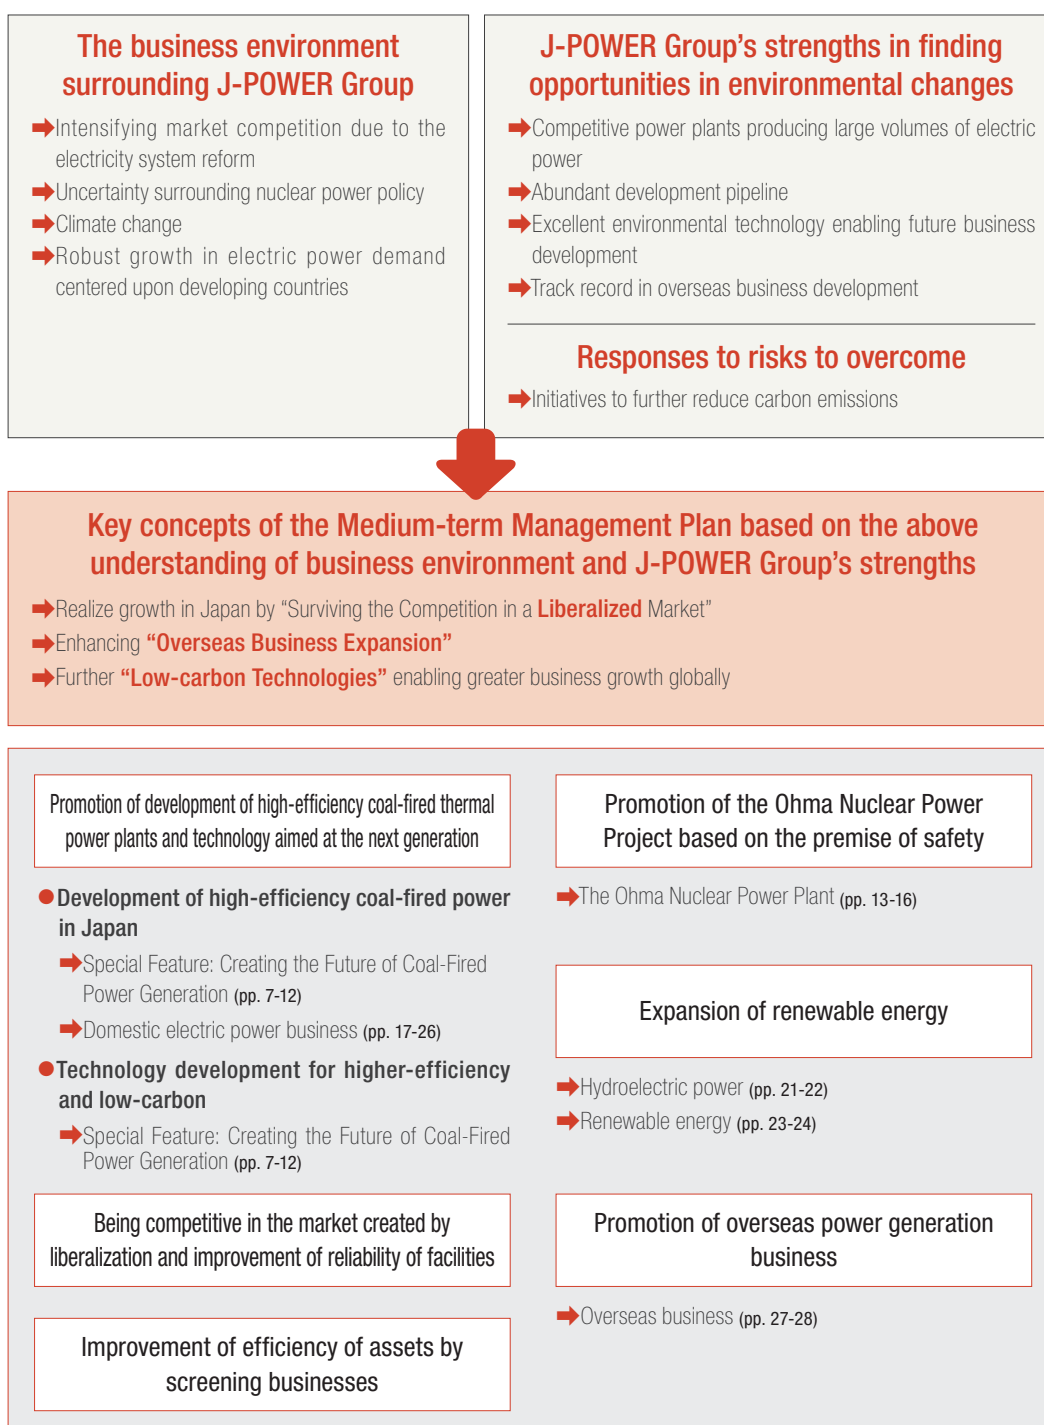 The business environment
surrounding J-POWER Group
Intensifying market competition due to the
electricity system reform
Uncertainty surrounding nuclear power policy
Climate change
Robust growth in electric power demand
centered upon developing countries
J-POWER Group's strengths in finding
opportunities in environmental changes
Competitive power plants producing large volumes of electric
power
Abundant development pipeline
Excellent environmental technology enabling future business
development
Track record in overseas business development
Responses to risks to overcome
Initiatives to further reduce carbon emissions
Key concepts of the Medium-term Management Plan based on the above
understanding of business environment and J-POWER Group's strengths
Realize growth in Japan by “Surviving the Competition in a Liberalized Market”
Enhancing “Overseas Business Expansion”
Further “Low-carbon Technologies” enabling greater business growth globally
Promotion of development of high-efficiency coal-fired thermal
power plants and technology aimed at the next generation
●Development of high-efficiency coal-fired power
in Japan
Special Feature: Creating the Future of Coal-Fired
Power Generation (pp. 7-12)
Domestic electric power business (pp. 17-26)
●Technology development for higher-efficiency
and low-carbon
Special Feature: Creating the Future of Coal-Fired
Power Generation (pp. 7-12)
Being competitive in the market created by
liberalization and improvement of reliability of facilities
Improvement of efficiency of assets by
screening businesses
Promotion of the Ohma Nuclear Power
Project based on the premise of safety
The Ohma Nuclear Power Plant (pp. 13-16)
Expansion of renewable energy
Hydroelectric power (pp. 21-22)
Renewable energy (pp. 23-24)
Promotion of overseas power generation
business
Overseas business (pp. 27-28)